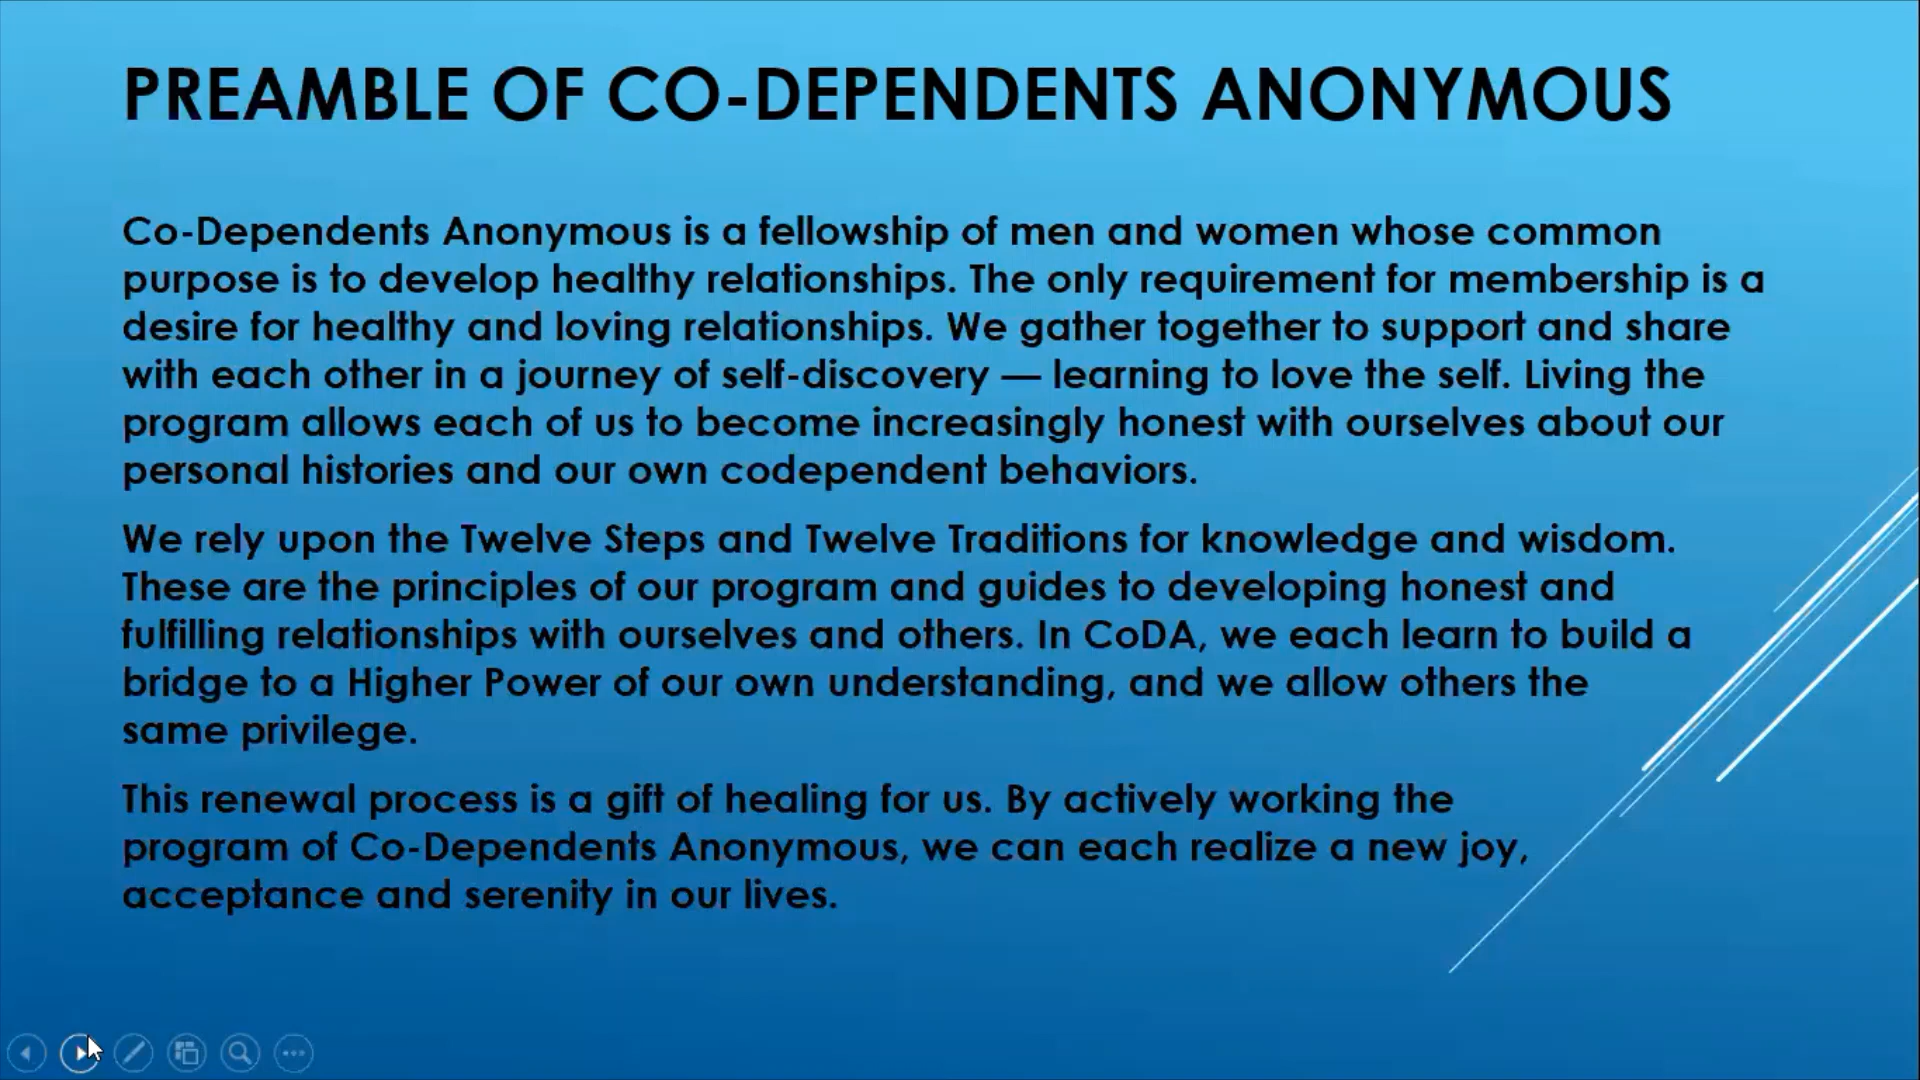 PREAMBLE OF CO-DEPENDENTS ANONYMOUS
Co-Dependents Anonymous is a fellowship of men and women whose common
purpose is to develop healthy relationships. The only requirement for membership is a
desire for healthy and loving relationships. We gather together to support and share
with each other in a journey of self-discovery — learning to love the self. Living the
program allows each of us to become increasingly honest with ourselves about our
personal histories and our own codependent behaviors.
We rely upon the Twelve Steps and Twelve Traditions for knowledge and wisdom.
These are the principles of our program and guides to developing honest and
fulfilling relationships with ourselves and others. In CoDA, we each learn to build a
bridge to a Higher Power of our own understanding, and we allow others the
same privilege.
This renewal process is a gift of healing for us. By actively working the
program of Co-Dependents Anonymous, we can each realize a new joy,
acceptance and serenity in our lives.